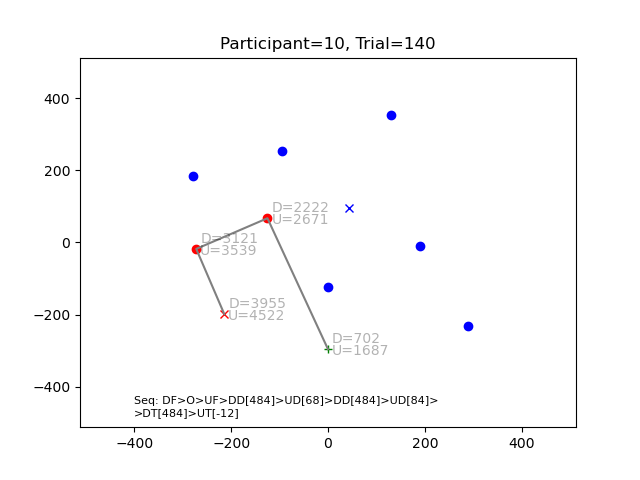 Participant=10, Trial=140
400
200
0
−200
−400
D=2222
U=2671
D=3121
U=3539
D=3955
U=4522
D=702
U=1687
Seq: DF>O>UF>DD[484]>UD[68]>DD[484]>UD[84]>
>DT[484]>UT[-12]
−400
−200
0
200
400